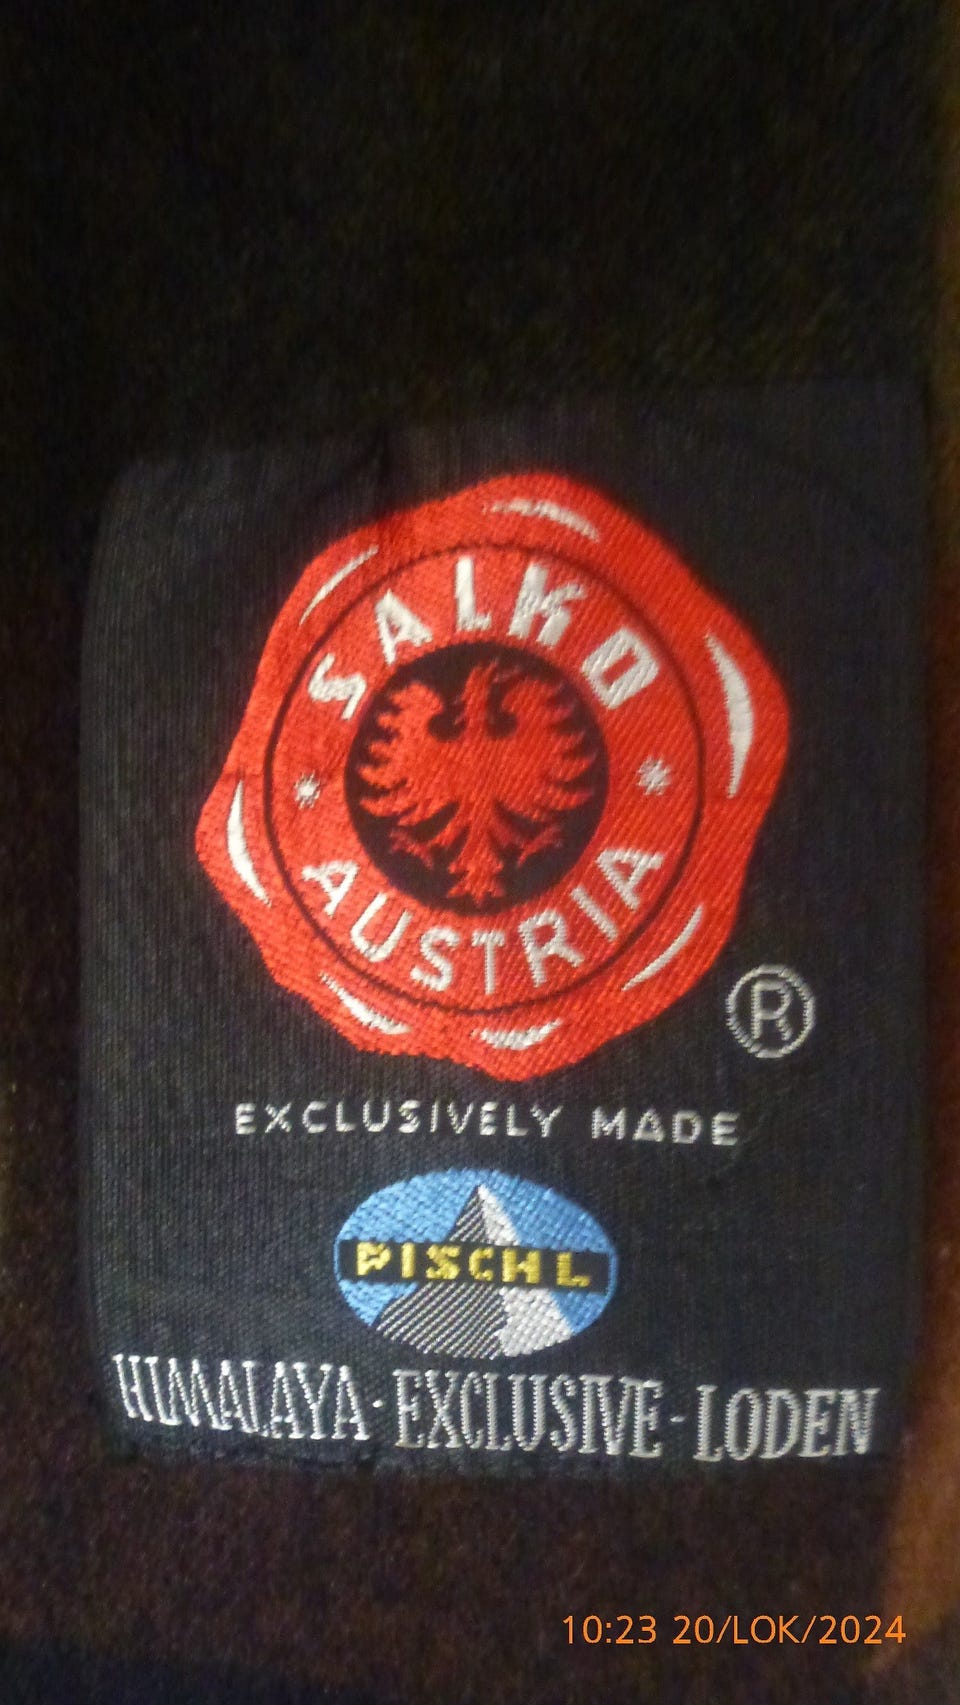 SALKO
AUSTRIA
®
EXCLUSIVELY MADE
PISCHL
HIMALAYA-EXCLUSIVE-LODEN
10:23 20/LOK/2024